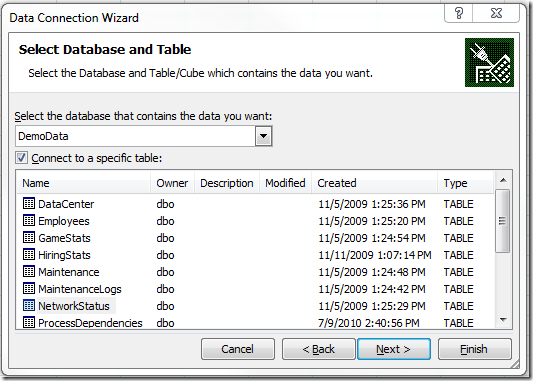 Data Connection Wizard
Select Database and Table
Select the Database and Table/Cube which contains the data you want.
Select the database that contains the data you want:
DemoData
Connect to a specific table:
Name Owner Description Modified Created Type
DataCenter dbo 11/5/2009 1:25:36 PM TABLE
Employees dbo 11/5/2009 1:25:20 PM TABLE
GameStats dbo 11/5/2009 1:24:54 PM TABLE
HiringStats dbo 11/11/2009 1:07:14 PM TABLE
Maintenance dbo 11/5/2009 1:24:48 PM TABLE
MaintenanceLogs dbo 11/5/2009 1:24:42 PM TABLE
NetworkStatus dbo 11/5/2009 1:25:29 PM TABLE
ProcessDependencies dbo 7/9/2010 2:40:56 PM TABLE
Cancel < Back Next > Finish